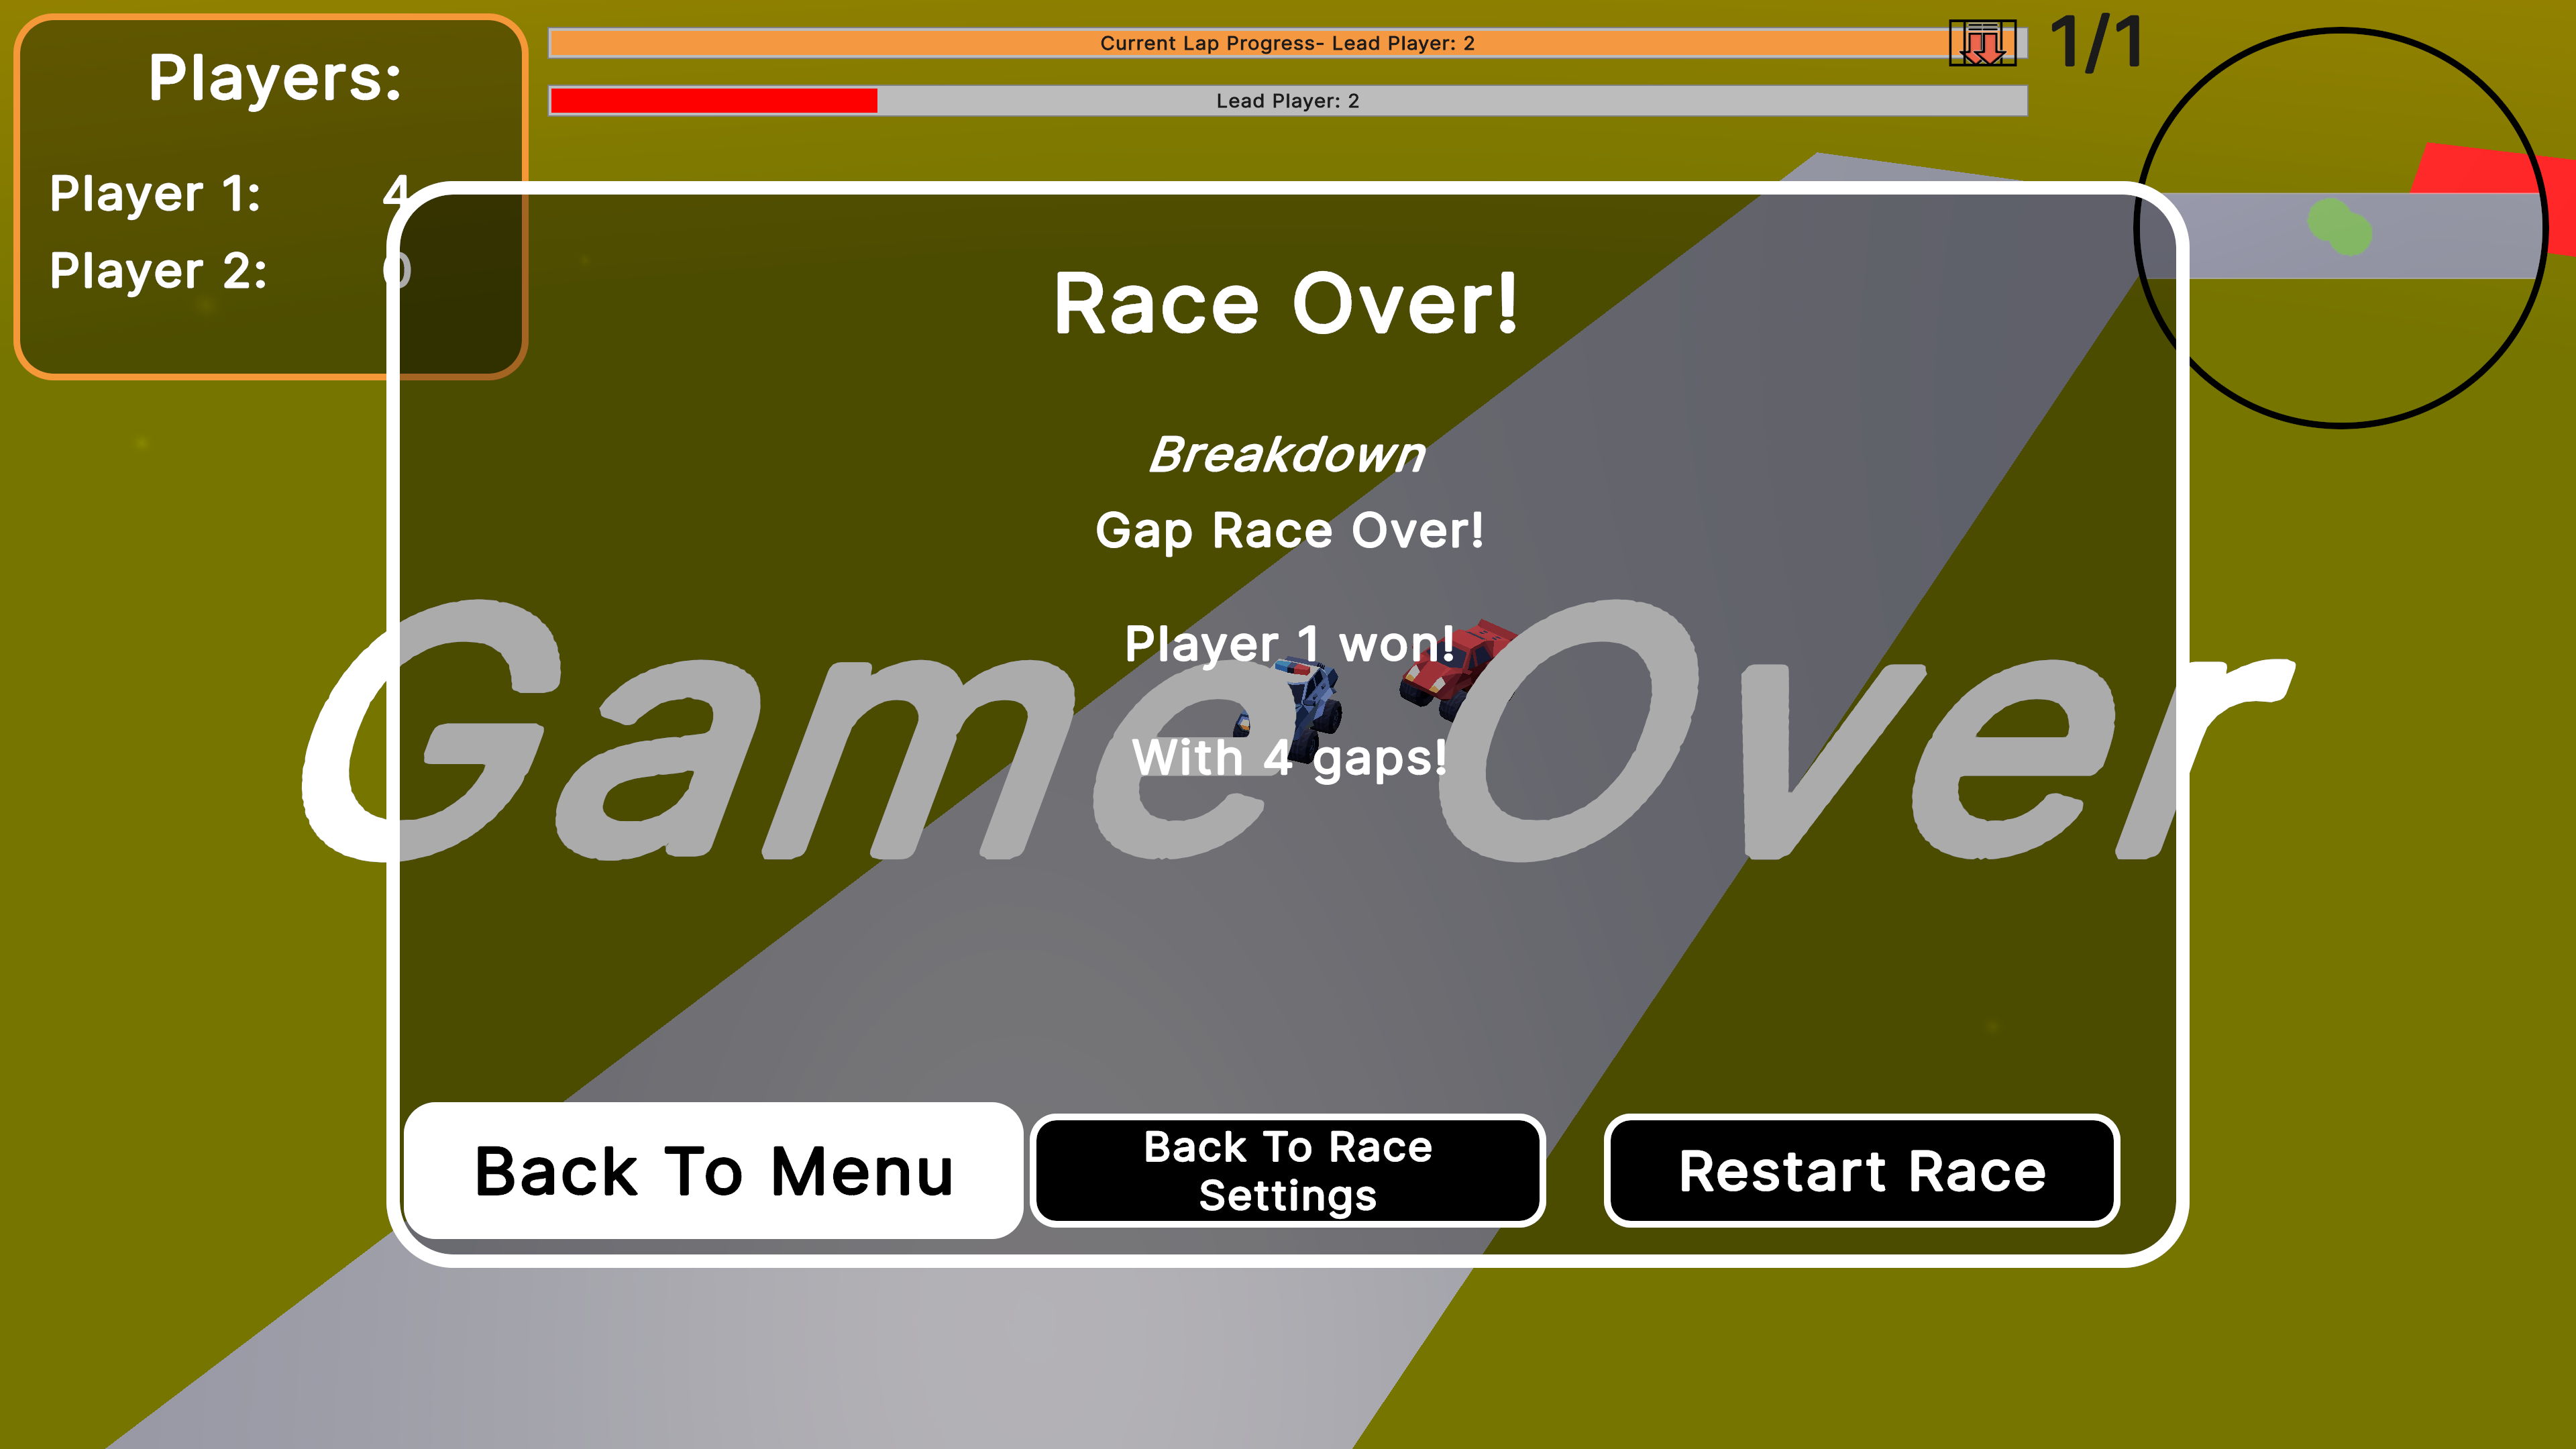 Players:
Player 1: 4
Player 2: 0
Current Lap Progress- Lead Player: 2
1/1
Lead Player: 2
Race Over!
Breakdown
Gap Race Over!
Player 1 won!
Game Over
With 4 gaps!
Back To Menu
Back To Race
Settings
Restart Race